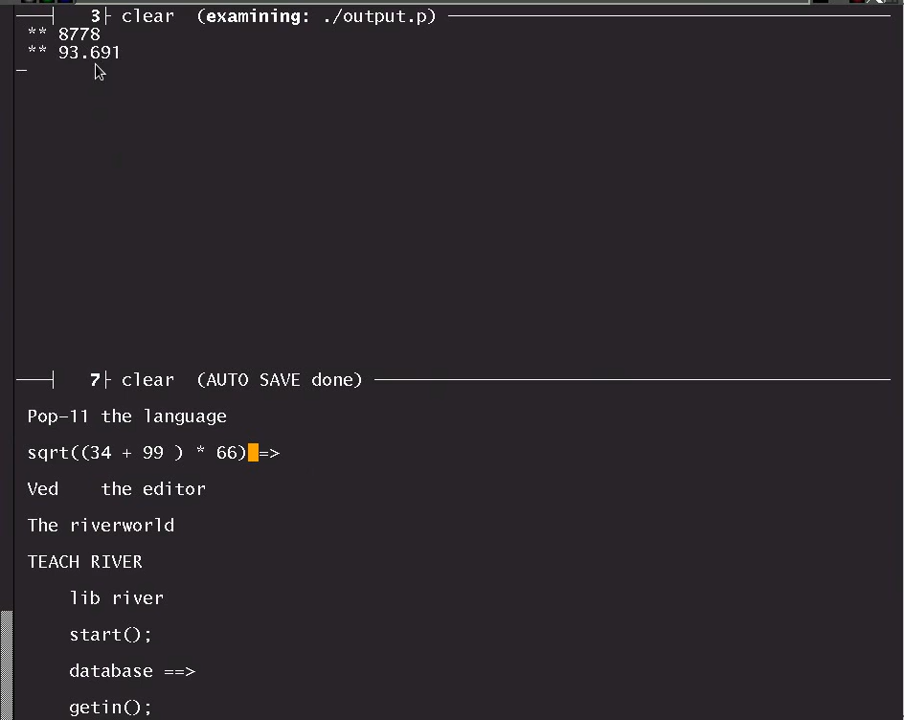 3 clear (examining: ./output.p)
** 8778
** 93.691
7 clear (AUTO SAVE done)
Pop-11 the language
sqrt((34 + 99 ) * 66) =>
Ved the editor
The riverworld
TEACH RIVER
lib river
start();
database ==>
getin();